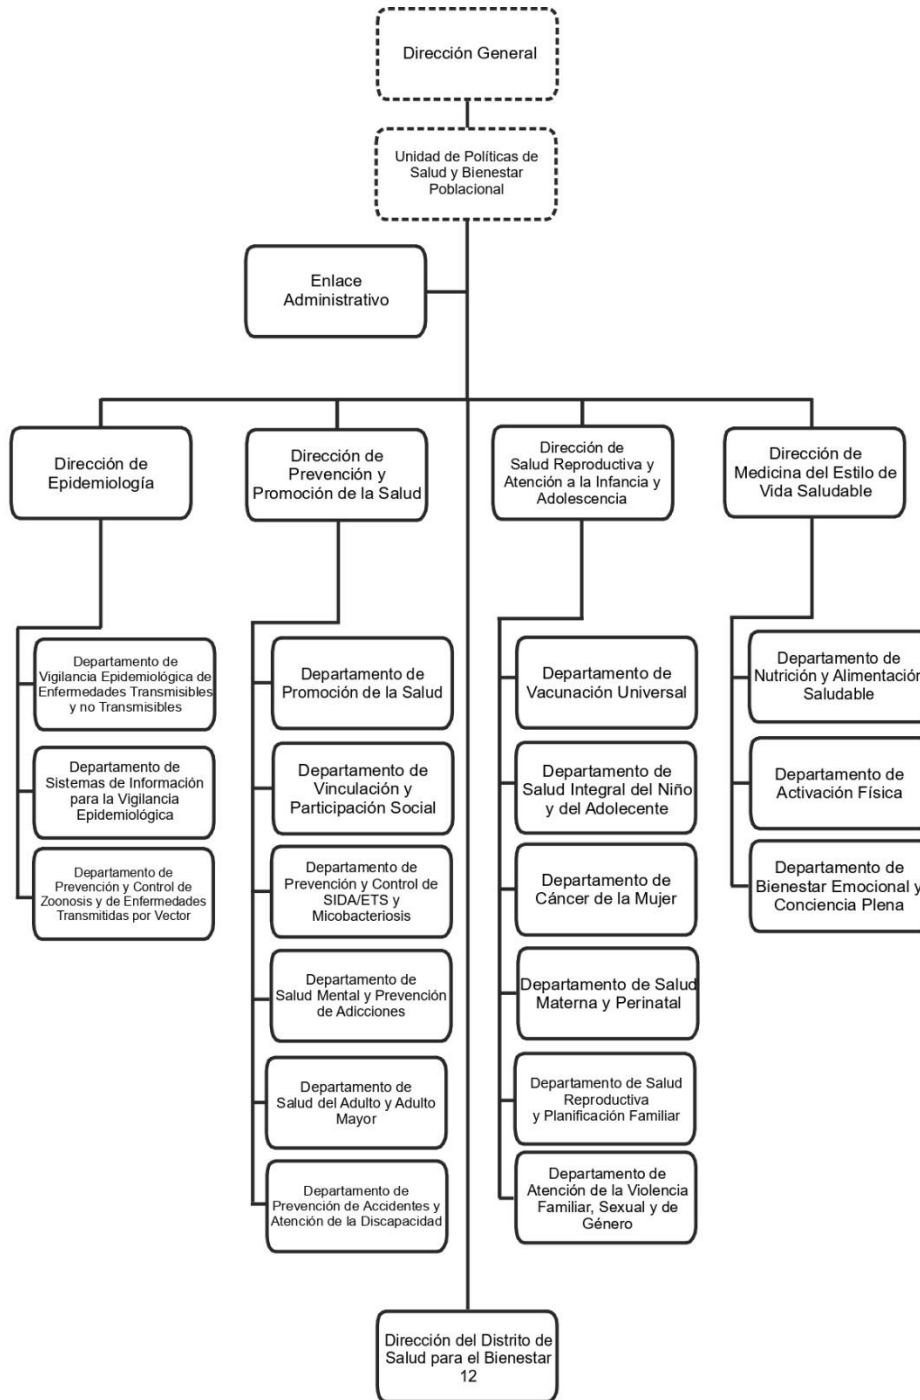 Dirección General
Unidad de Políticas de
Salud y Bienestar
Poblacional
Enlace
Administrativo
Dirección de
Epidemiología
Dirección de
Prevención y
Promoción de la Salud
Dirección de
Salud Reproductiva y
Atención a la Infancia y
Adolescencia
Dirección de
Medicina del Estilo de
Vida Saludable
Departamento de
Vigilancia Epidemiológica de
Enfermedades Transmisibles
y no Transmisibles
Departamento de
Sistemas de Información
para la Vigilancia
Epidemiológica
Departamento de
Prevención y Control de
Zoonosis y de Enfermedades
Transmitidas por Vector
Departamento de
Promoción de la Salud
Departamento de
Vinculación y
Participación Social
Departamento de
Prevención y Control de
SIDA/ETS y
Micobacteriosis
Departamento de
Salud Mental y Prevención
de Adicciones
Departamento de
Salud del Adulto y Adulto
Mayor
Departamento de
Prevención de Accidentes y
Atención de la Discapacidad
Departamento de
Vacunación Universal
Departamento de
Salud Integral del Niño
y del Adolecente
Departamento de
Cáncer de la Mujer
Departamento de Salud
Materna y Perinatal
Departamento de Salud
Reproductiva
y Planificación Familiar
Departamento de
Atención de la Violencia
Familiar, Sexual y de
Género
Departamento de
Nutrición y Alimentación
Saludable
Departamento de
Activación Física
Departamento de
Bienestar Emocional y
Conciencia Plena
Dirección del Distrito de
Salud para el Bienestar
12